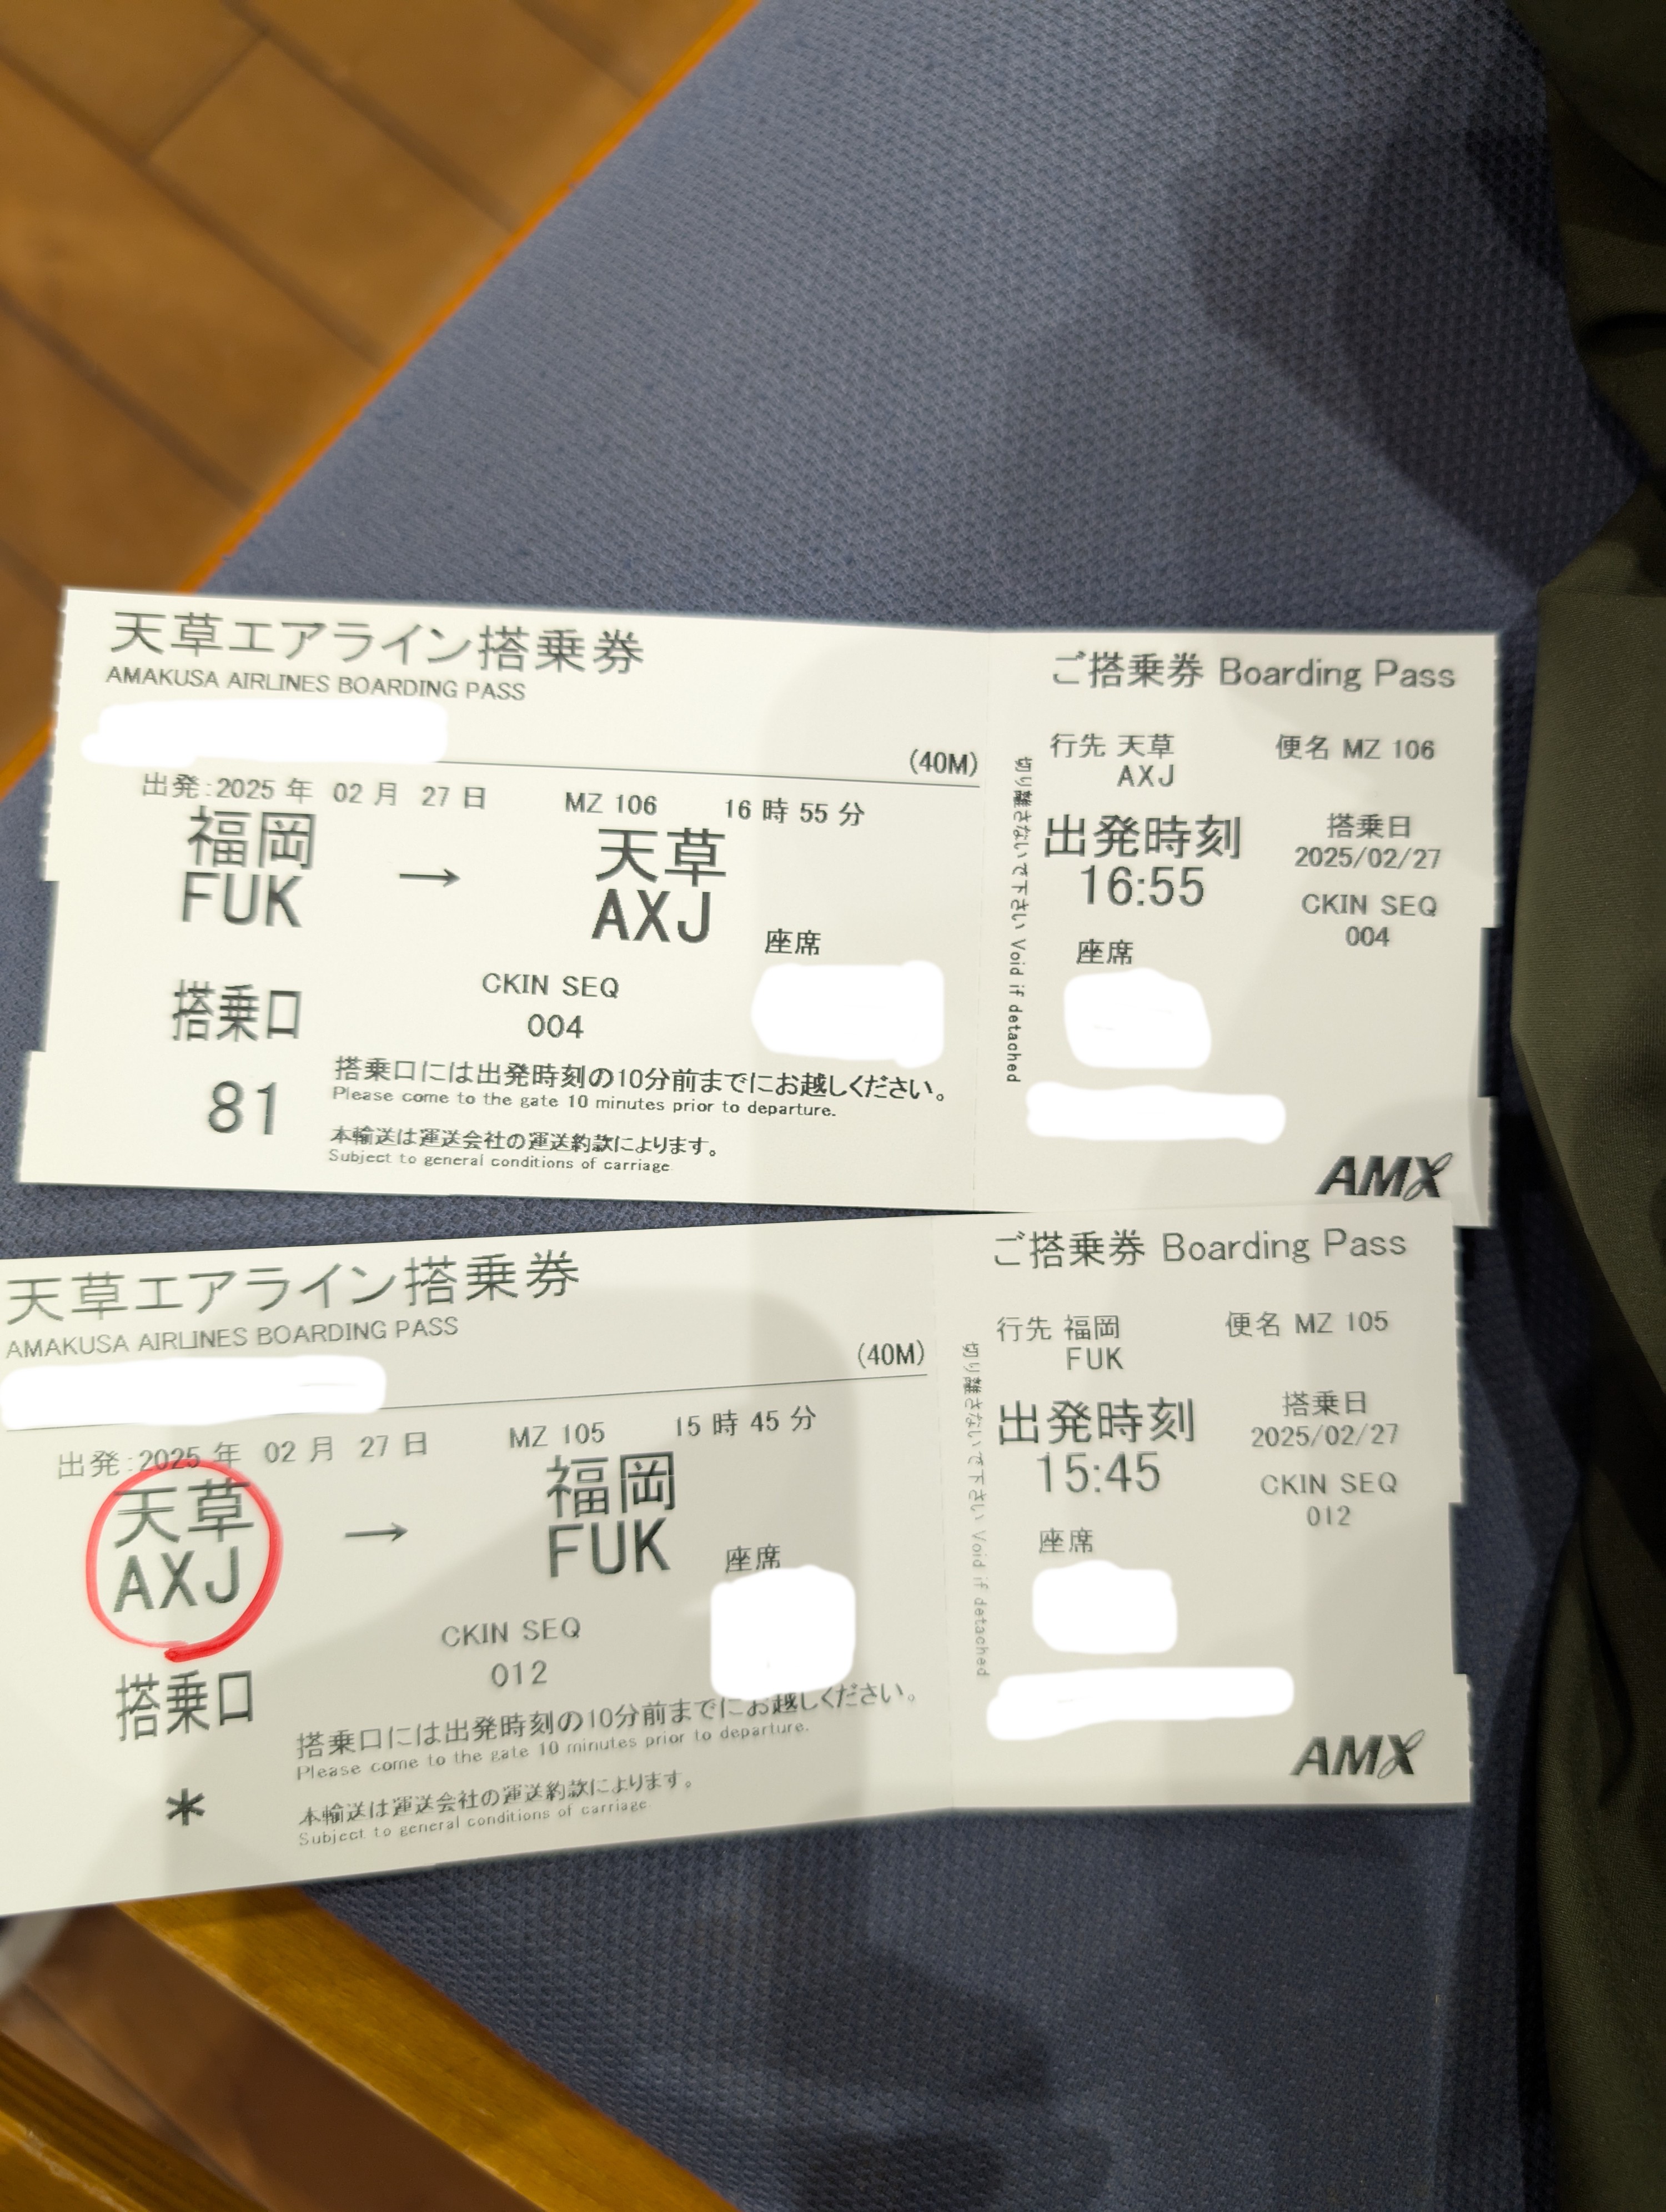 天草エアライン搭乗券
AMAKUSA AIRLINES BOARDING PASS
(40M)
出発:2025 年 02 月 27 日 MZ 106 16 時 55 分
福岡 → 天草
FUK AXJ
座席
搭乗口
CKIN SEQ
004
81
搭乗口には出発時刻の10分前までにお越しください。
Please come to the gate 10 minutes prior to departure.
本輸送は運送会社の運送約款によります。
Subject to general conditions of carriage
切り離さないで下さい Void if detached
ご搭乗券 Boarding Pass
行先 天草 便名 MZ 106
AXJ
出発時刻 搭乗日
16:55 2025/02/27
CKIN SEQ
004
座席
AMX
天草エアライン搭乗券
AMAKUSA AIRLINES BOARDING PASS
(40M)
出発:2025 年 02 月 27 日 MZ 105 15 時 45 分
天草 → 福岡
AXJ FUK
座席
搭乗口
CKIN SEQ
012
*
搭乗口には出発時刻の10分前までにお越しください。
Please come to the gate 10 minutes prior to departure.
本輸送は運送会社の運送約款によります。
Subject to general conditions of carriage
切り離さないで下さい Void if detached
ご搭乗券 Boarding Pass
行先 福岡 便名 MZ 105
FUK
出発時刻 搭乗日
15:45 2025/02/27
CKIN SEQ
012
座席
AMX